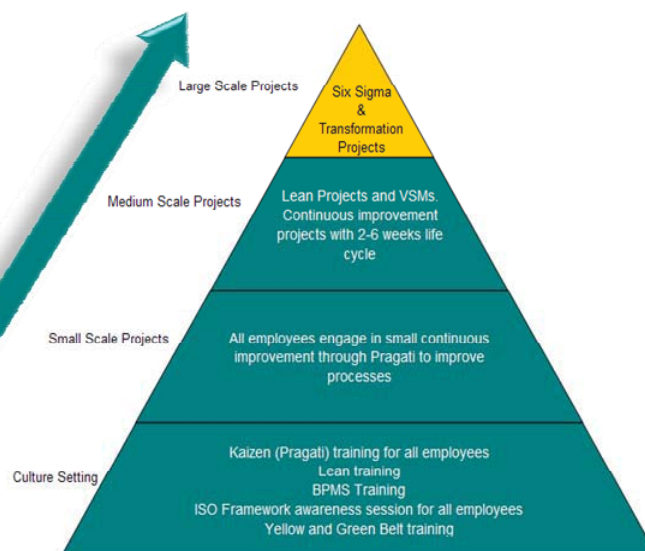 Large Scale Projects
Six Sigma
&
Transformation
Projects
Medium Scale Projects
Lean Projects and VSMs.
Continuous improvement
projects with 2-6 weeks life
cycle
Small Scale Projects
All employees engage in small continuous
improvement through Pragati to improve
processes
Culture Setting
Kaizen (Pragati) training for all employees
Lean training
BPMS Training
ISO Framework awareness session for all employees
Yellow and Green Belt training